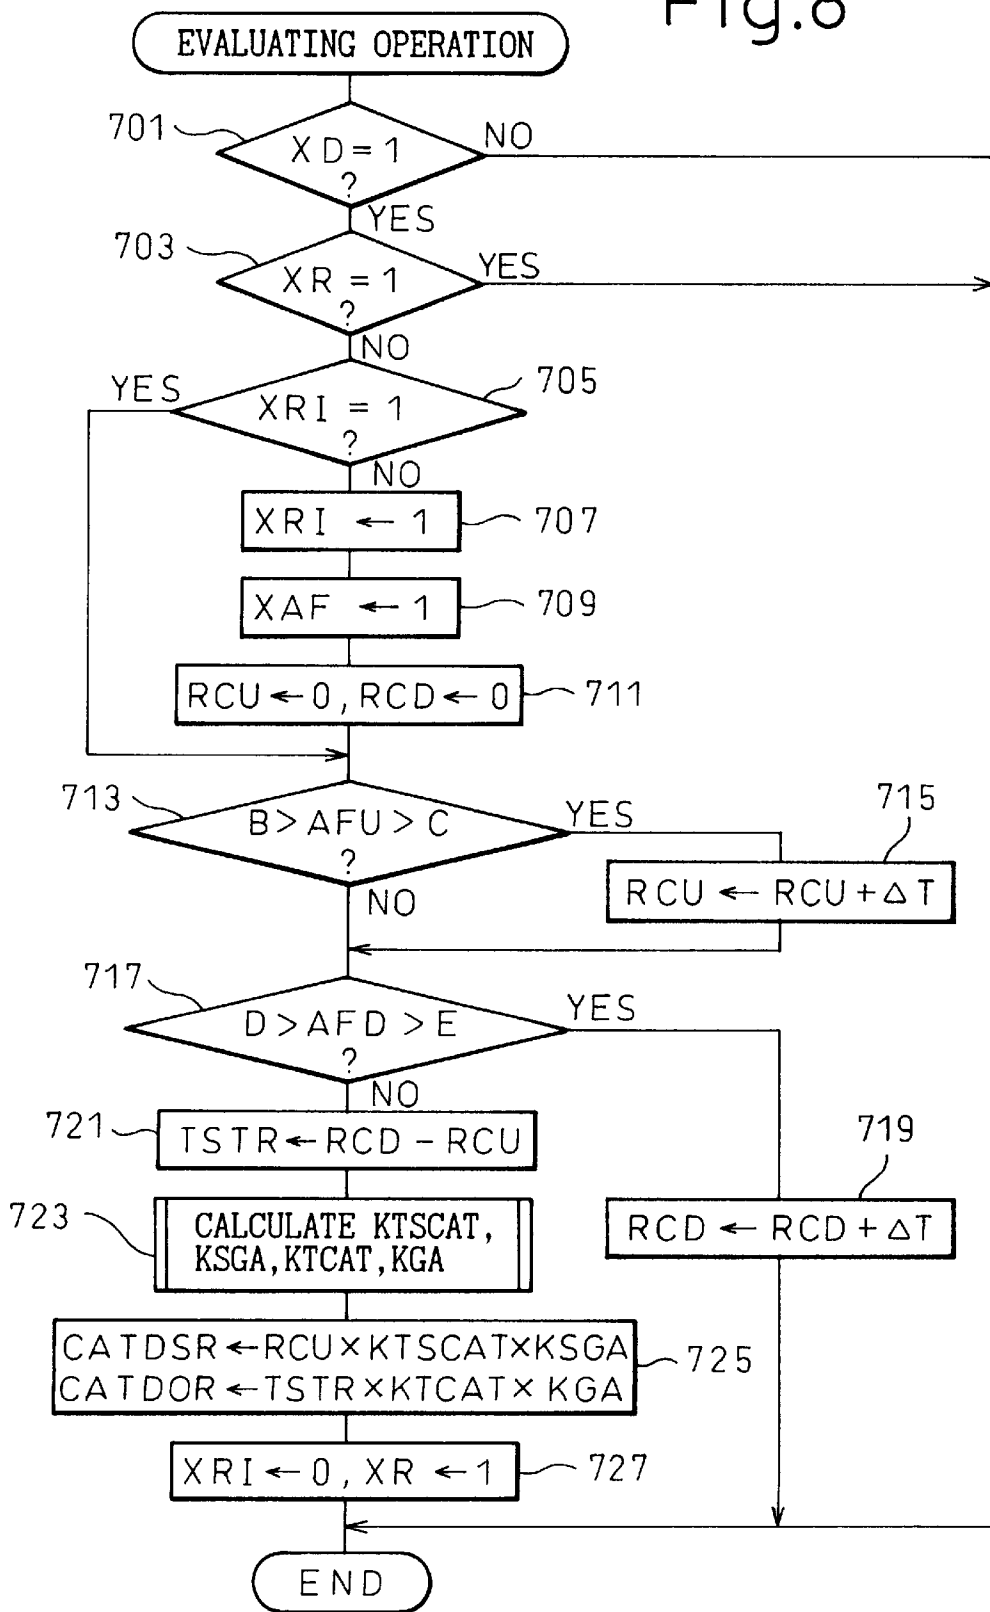 Fig.8
EVALUATING OPERATION
701
XD=1
?
NO
YES
703
XR=1
?
YES
NO
705
YES
XRI=1
?
NO
XRI ← 1
707
XAF ← 1
709
RCU ← 0, RCD ← 0
711
713
B > AFU > C
?
YES
NO
715
RCU ← RCU + ΔT
717
D > AFD > E
?
YES
NO
721
TSTR ← RCD - RCU
719
RCD ← RCD + ΔT
723
CALCULATE KTSCAT,
KSGA, KTCAT, KGA
CATDSR ← RCU × KTSCAT × KSGA
CATDOR ← TSTR × KTCAT × KGA
725
XRI ← 0, XR ← 1
727
END